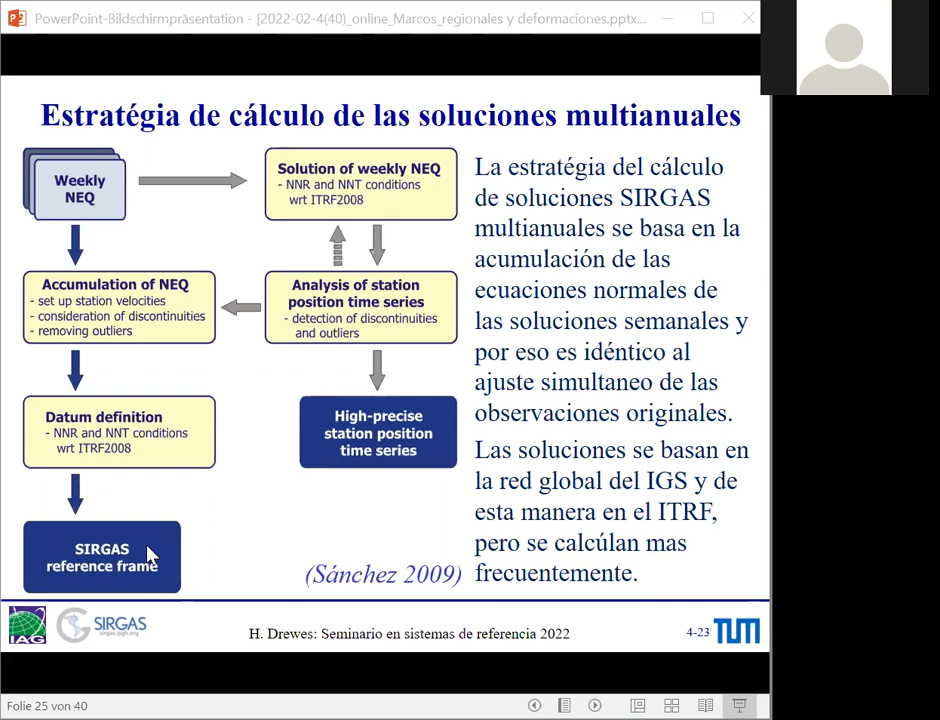 PowerPoint-Bildschirmpräsentation - [2022-02-4(40)_online_Marcos_regionales y deformaciones.pptx...
Estratégia de cálculo de las soluciones multianuales
Weekly
NEQ
Solution of weekly NEQ
- NNR and NNT conditions
wrt ITRF2008
Accumulation of NEQ
- set up station velocities
- consideration of discontinuities
- removing outliers
Analysis of station
position time series
- detection of discontinuities
and outliers
Datum definition
- NNR and NNT conditions
wrt ITRF2008
High-precise
station position
time series
SIRGAS
reference frame
La estratégia del cálculo
de soluciones SIRGAS
multianuales se basa en la
acumulación de las
ecuaciones normales de
las soluciones semanales y
por eso es idéntico al
ajuste simultaneo de las
observaciones originales.
Las soluciones se basan en
la red global del IGS y de
esta manera en el ITRF,
pero se calcúlan mas
frecuentemente.
(Sánchez 2009)
IAG
SIRGAS
sirgas.ipgh.org
H. Drewes: Seminario en sistemas de referencia 2022
4-23
TUM
Folie 25 von 40